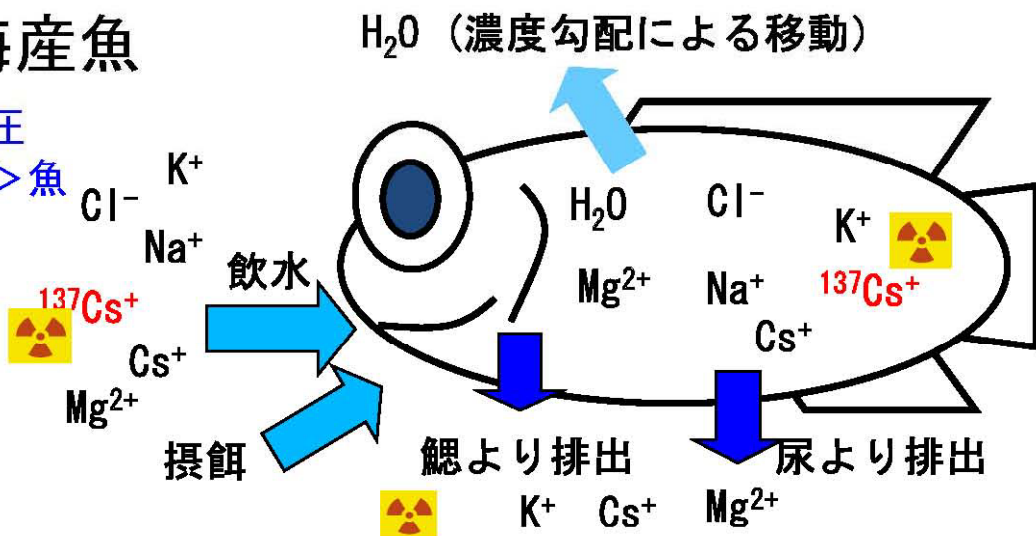 海産魚
H₂O (濃度勾配による移動)
圧
>魚
K⁺
Cl⁻
Na⁺
¹³⁷Cs⁺
Cs⁺
Mg²⁺
飲水
摂餌
H₂O
Cl⁻
K⁺
Mg²⁺
Na⁺
¹³⁷Cs⁺
Cs⁺
鰓より排出
尿より排出
K⁺ Cs⁺ Mg²⁺